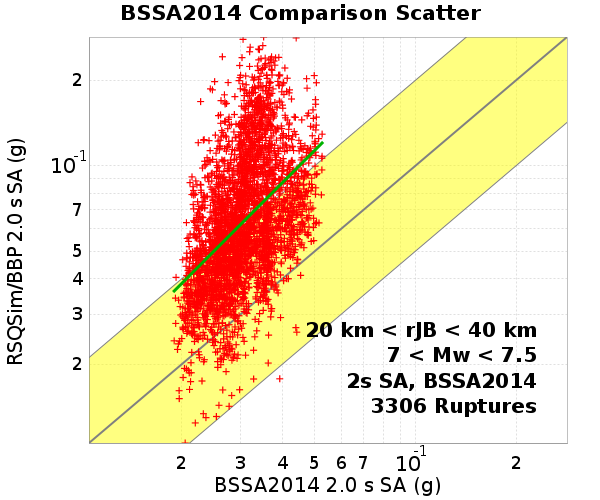 BSSA2014 Comparison Scatter
RSQSim/BBP 2.0 s SA (g)
2
10⁻¹
7
5
4
3
2
20 km < rJB < 40 km
7 < Mw < 7.5
2s SA, BSSA2014
3306 Ruptures
2 3 4 5 6 7 10⁻¹ 2
BSSA2014 2.0 s SA (g)